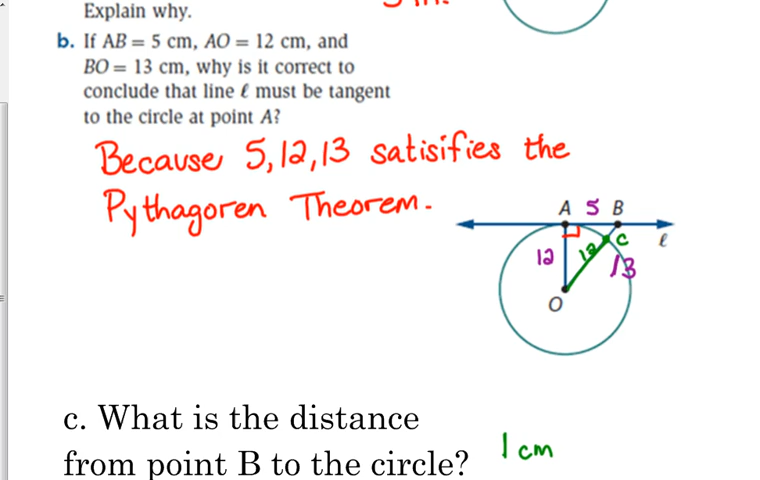 Explain why.
b. If AB = 5 cm, AO = 12 cm, and
BO = 13 cm, why is it correct to
conclude that line ℓ must be tangent
to the circle at point A?
Because 5,12,13 satisifies the
Pythagoren Theorem.
A 5 B
12 12 C ℓ
13
O
c. What is the distance
from point B to the circle? 1 cm